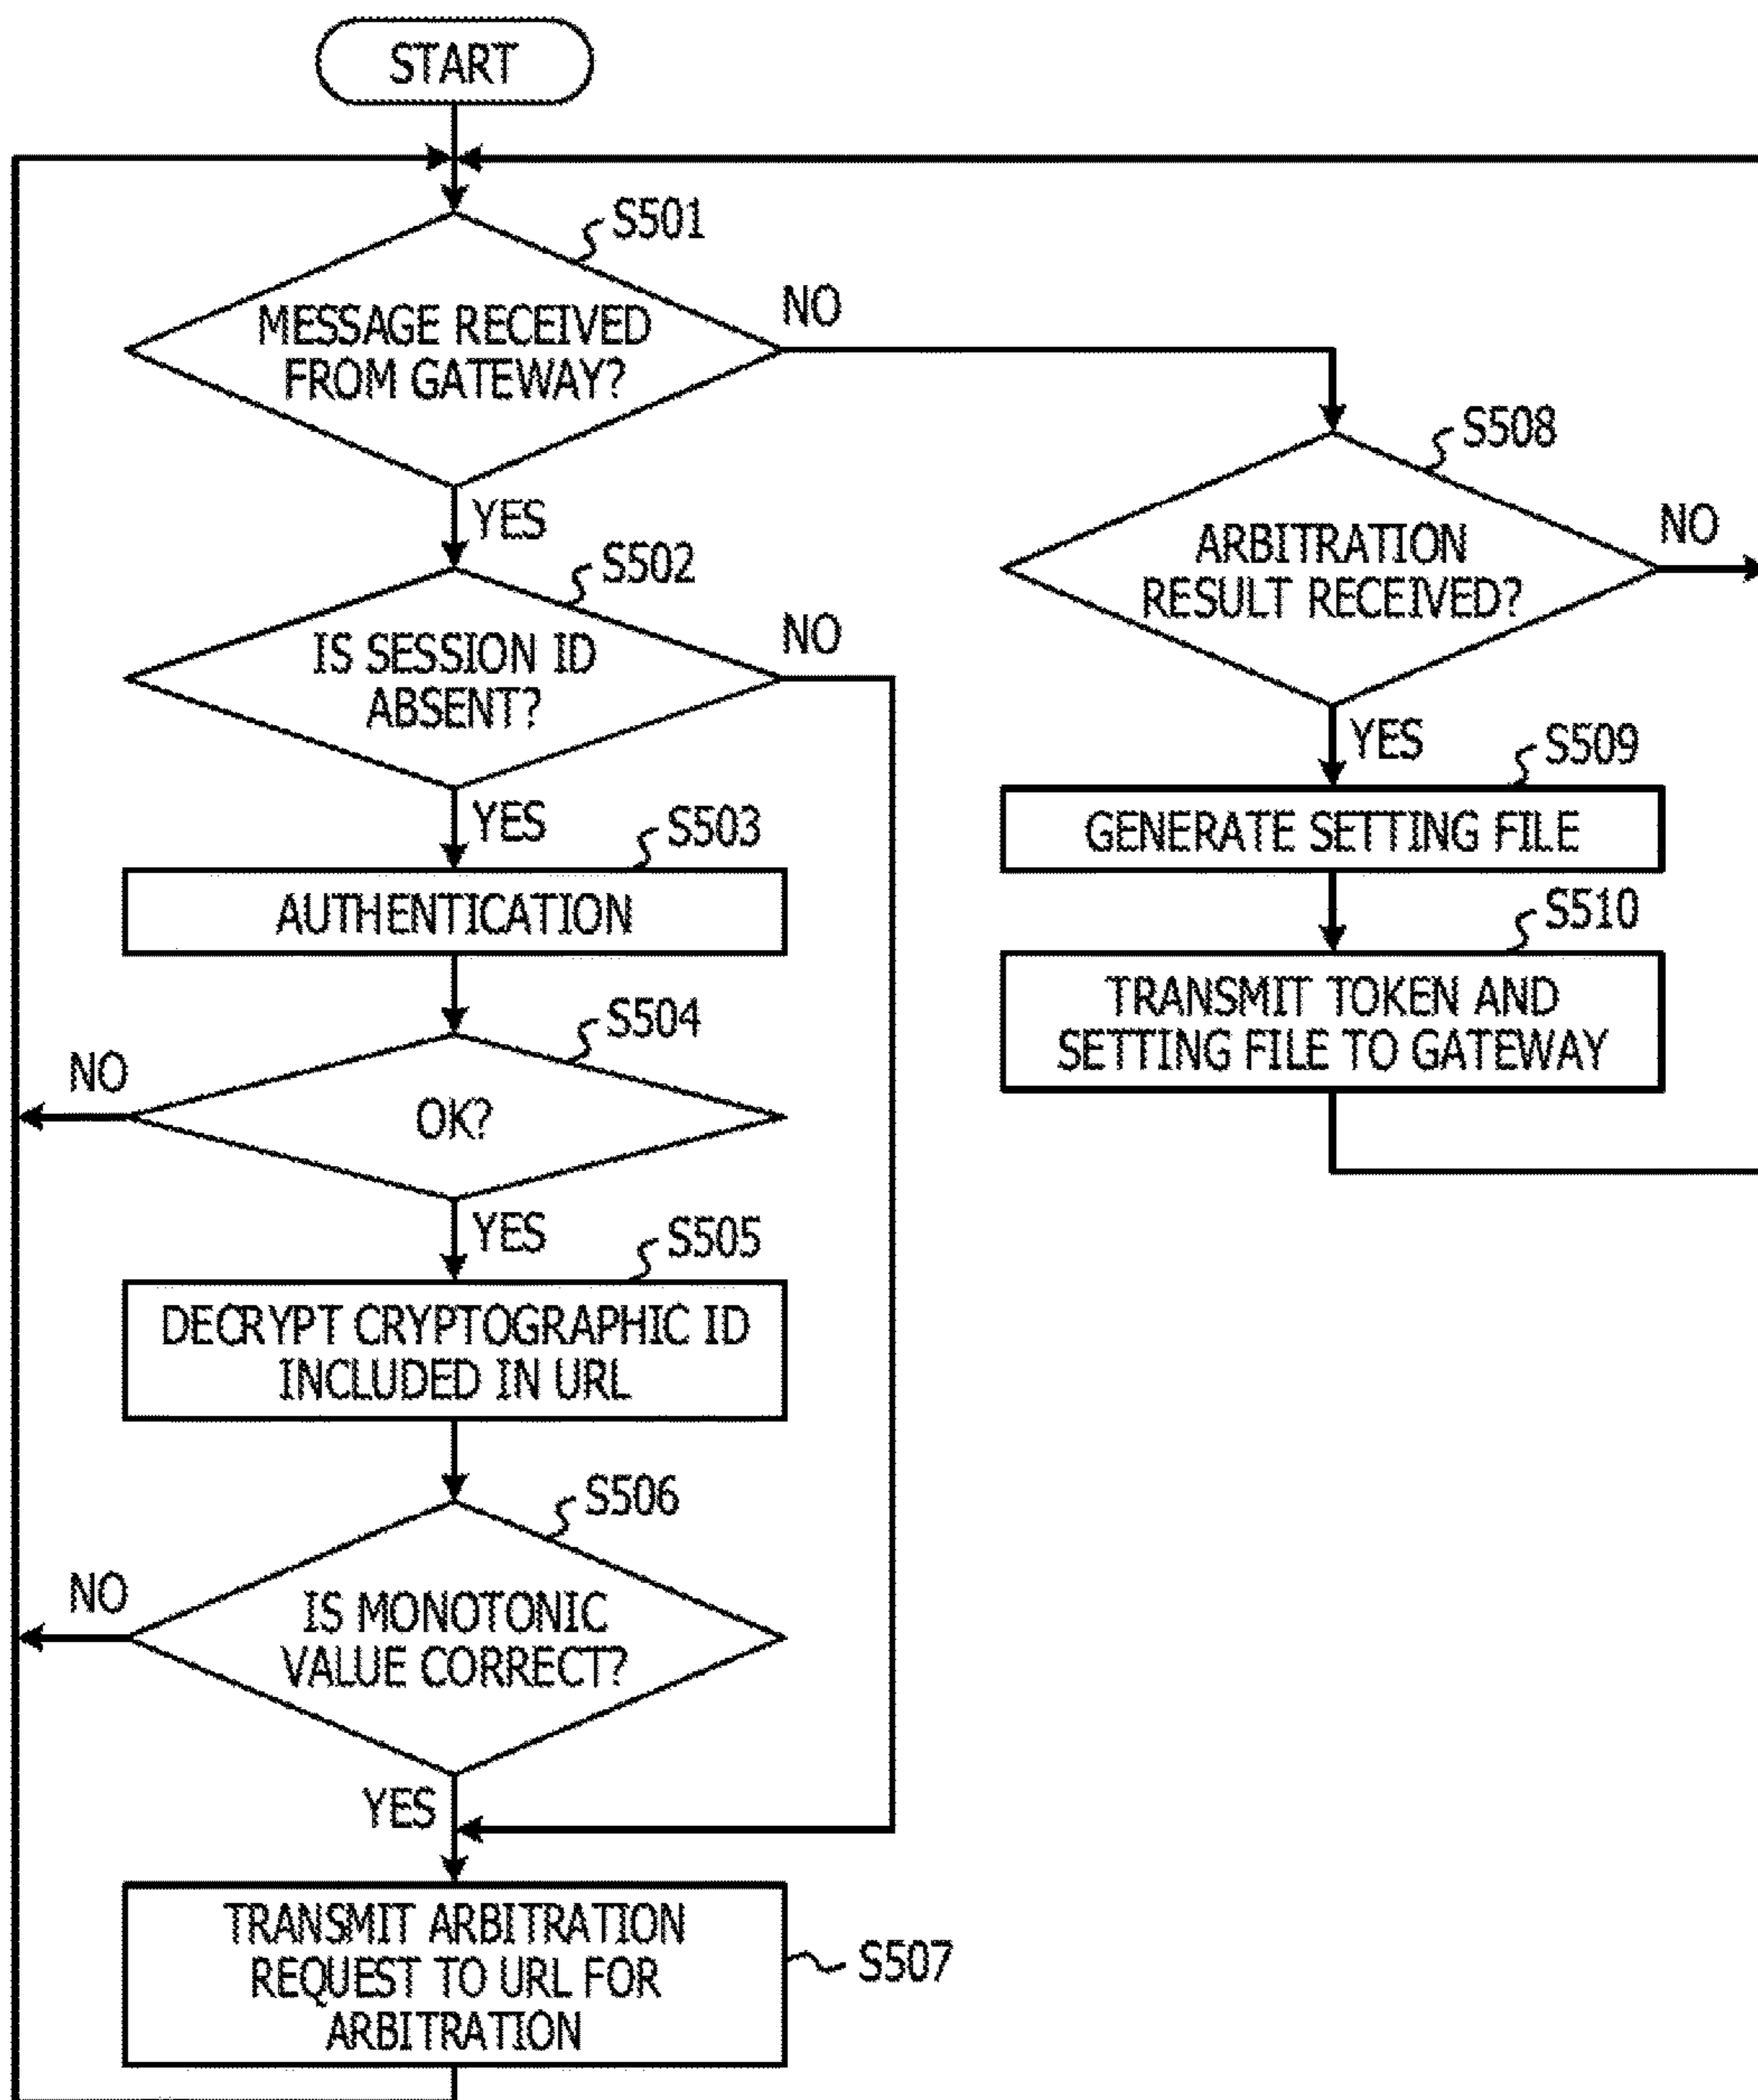 START
S501
MESSAGE RECEIVED
FROM GATEWAY?
NO
YES
S502
IS SESSION ID
ABSENT?
NO
YES
S503
AUTHENTICATION
S504
OK?
NO
YES
S505
DECRYPT CRYPTOGRAPHIC ID
INCLUDED IN URL
S506
IS MONOTONIC
VALUE CORRECT?
NO
YES
TRANSMIT ARBITRATION
REQUEST TO URL FOR
ARBITRATION
S507
S508
ARBITRATION
RESULT RECEIVED?
NO
YES
S509
GENERATE SETTING FILE
S510
TRANSMIT TOKEN AND
SETTING FILE TO GATEWAY